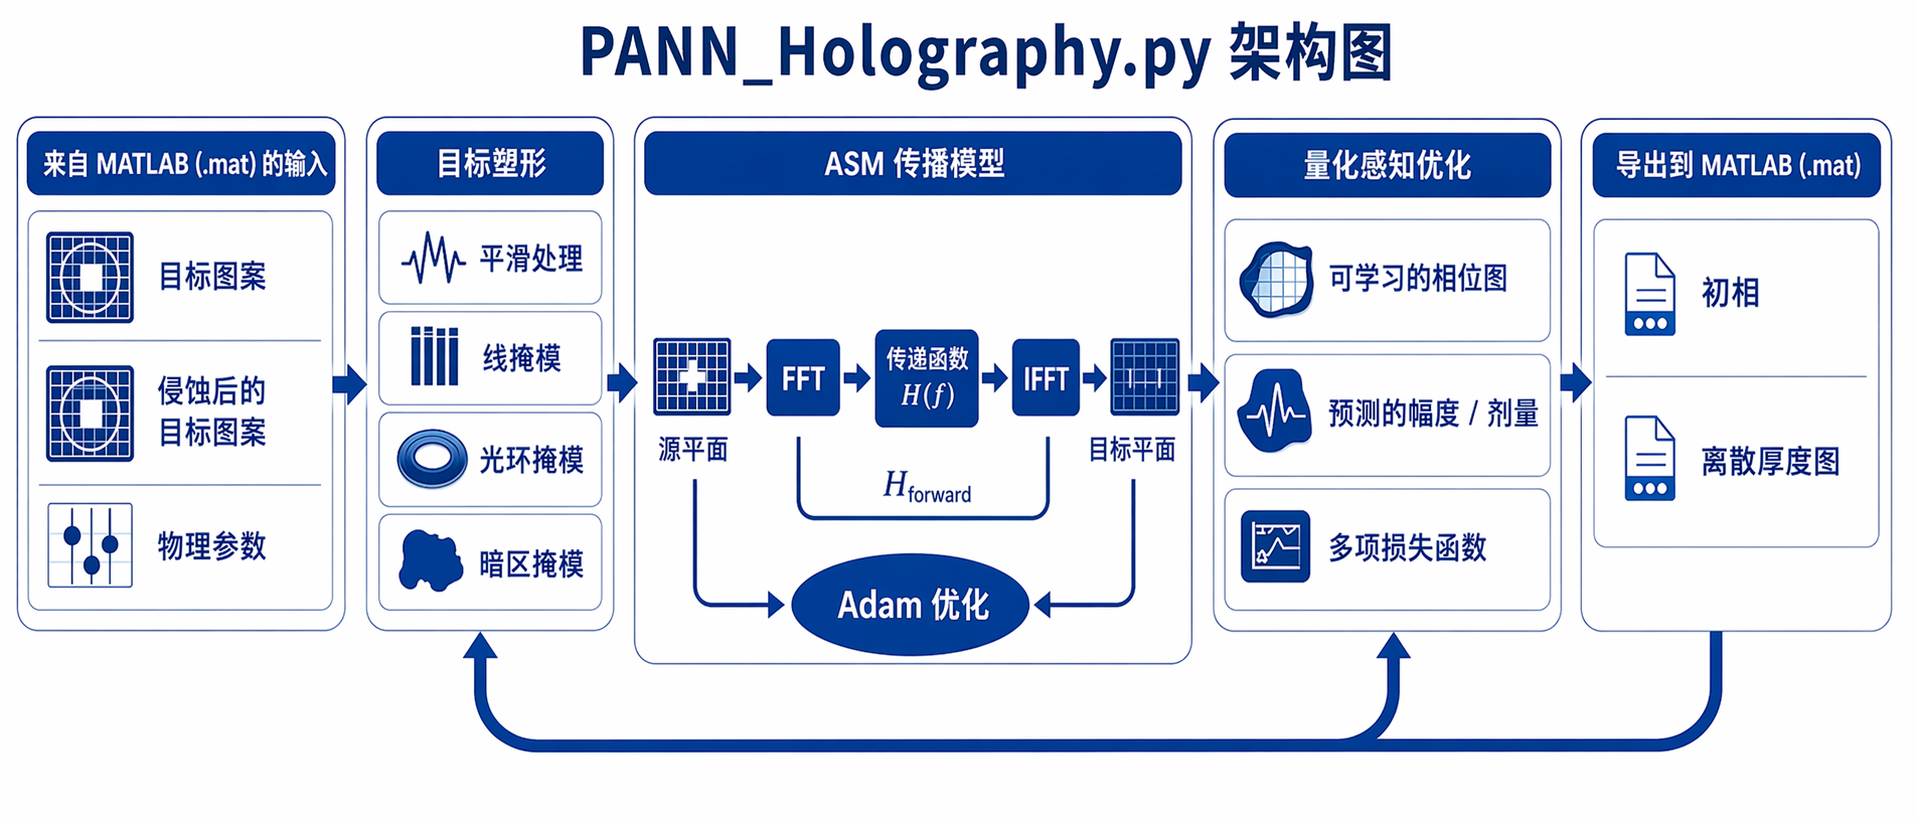 PANN_Holography.py 架构图
来自 MATLAB (.mat) 的输入
目标图案
侵蚀后的
目标图案
物理参数
目标塑形
平滑处理
线掩模
光环掩模
暗区掩模
ASM 传播模型
源平面
FFT
传递函数
H(f)
IFFT
目标平面
Hforward
Adam 优化
量化感知优化
可学习的相位图
预测的幅度 / 剂量
多项损失函数
导出到 MATLAB (.mat)
初相
离散厚度图